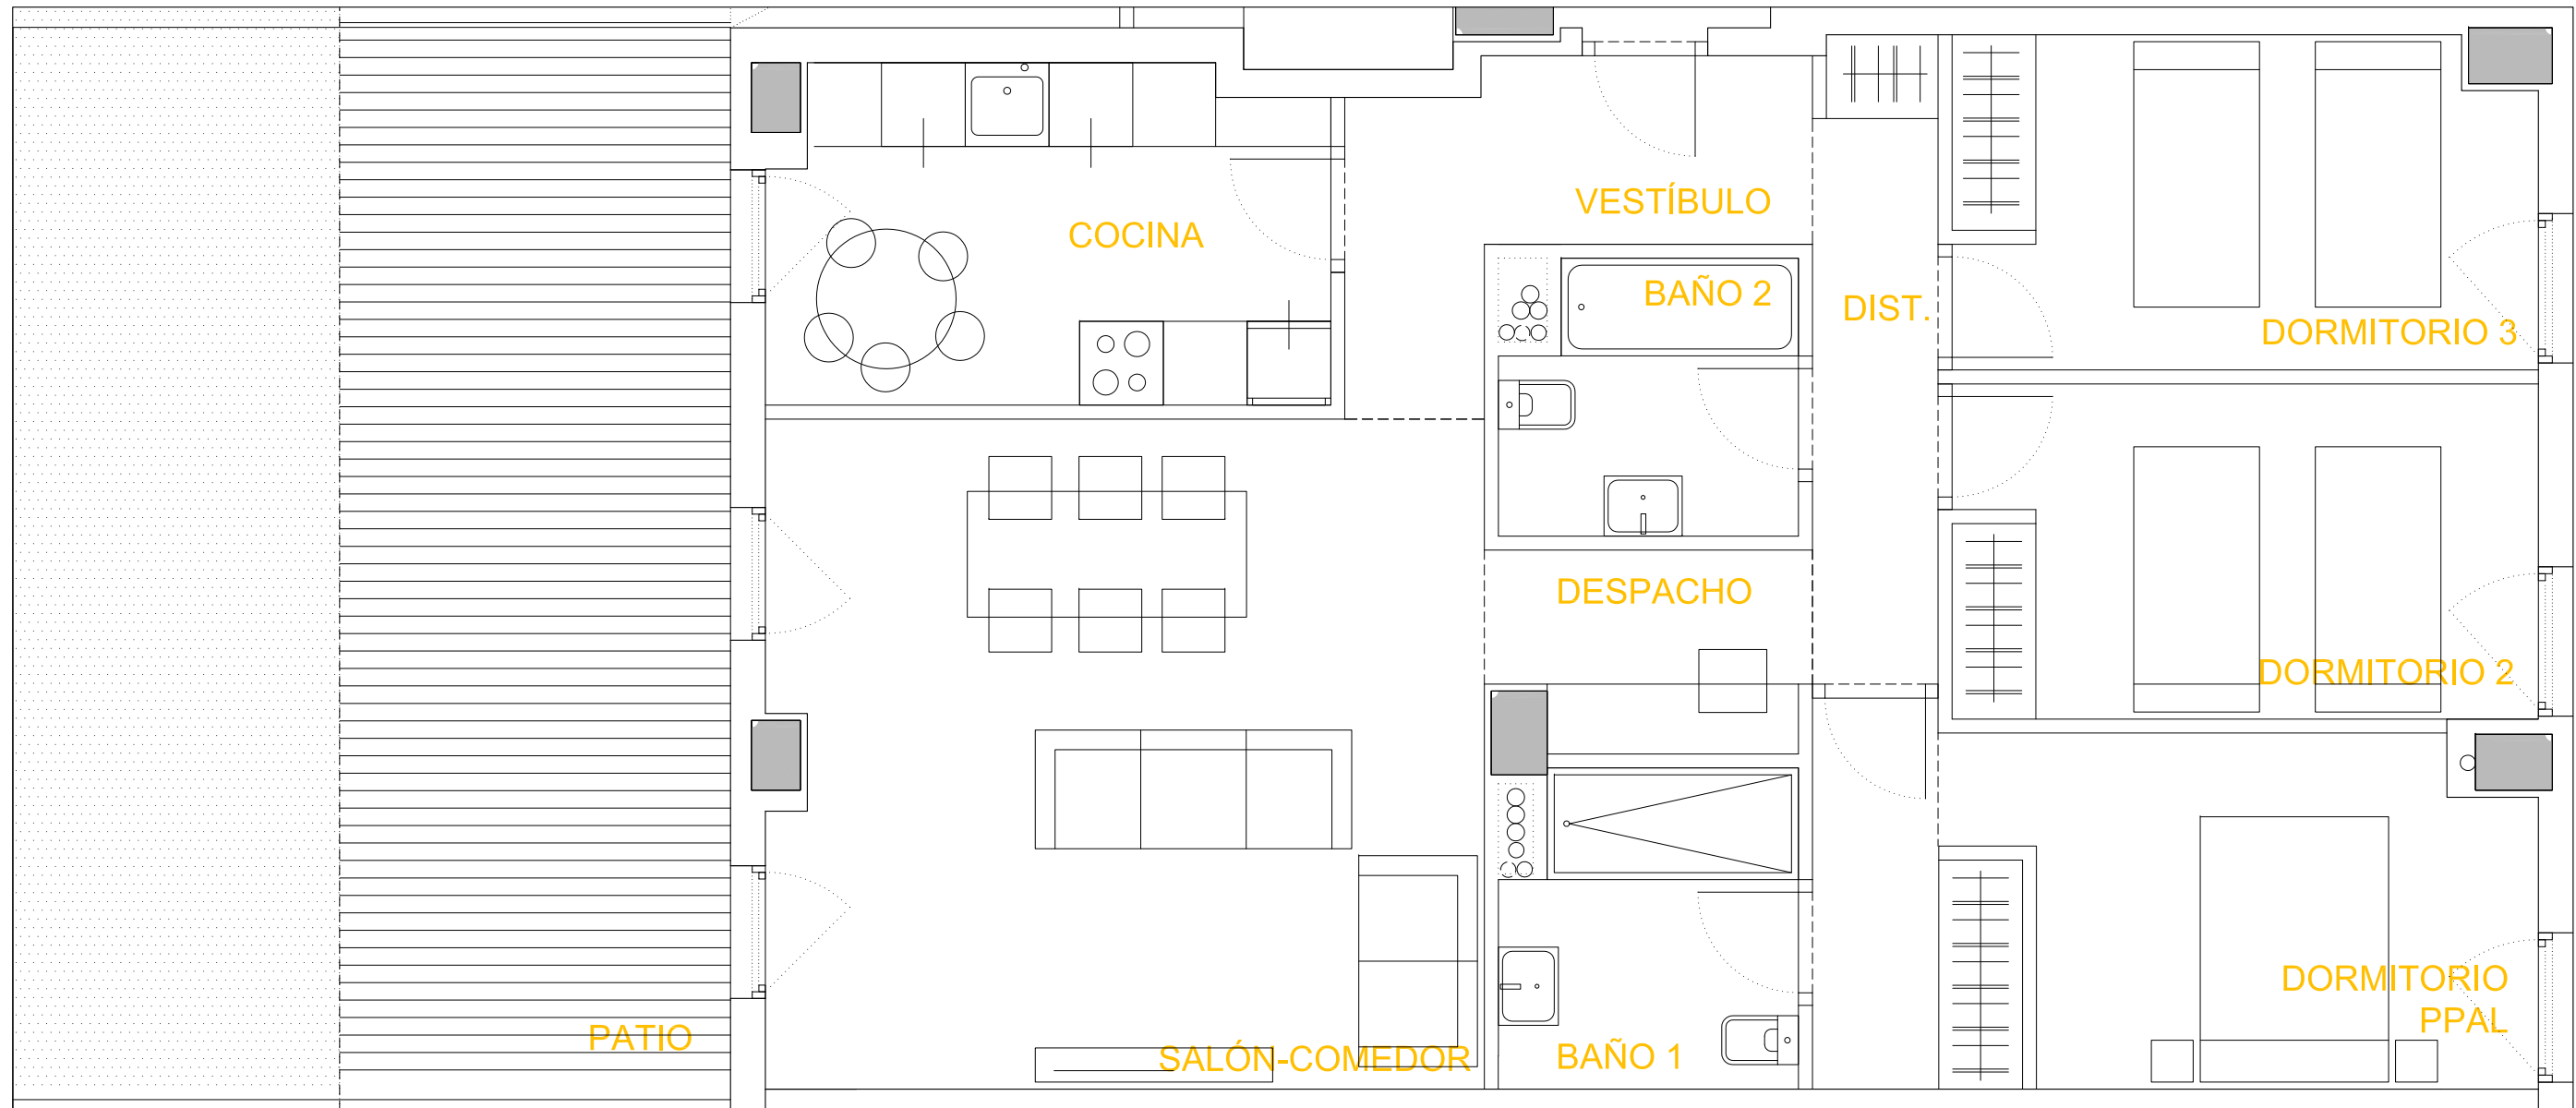 VESTÍBULO
COCINA
BAÑO 2
DIST.
DORMITORIO 3
DESPACHO
DORMITORIO 2
DORMITORIO
PPAL
PATIO
SALÓN-COMEDOR
BAÑO 1